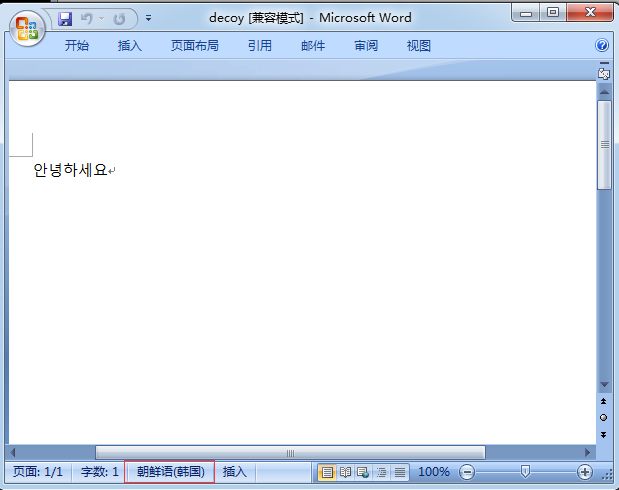 decoy [兼容模式] - Microsoft Word
开始 插入 页面布局 引用 邮件 审阅 视图
안녕하세요
页面: 1/1 字数: 1 朝鲜语(韩国) 插入 100%